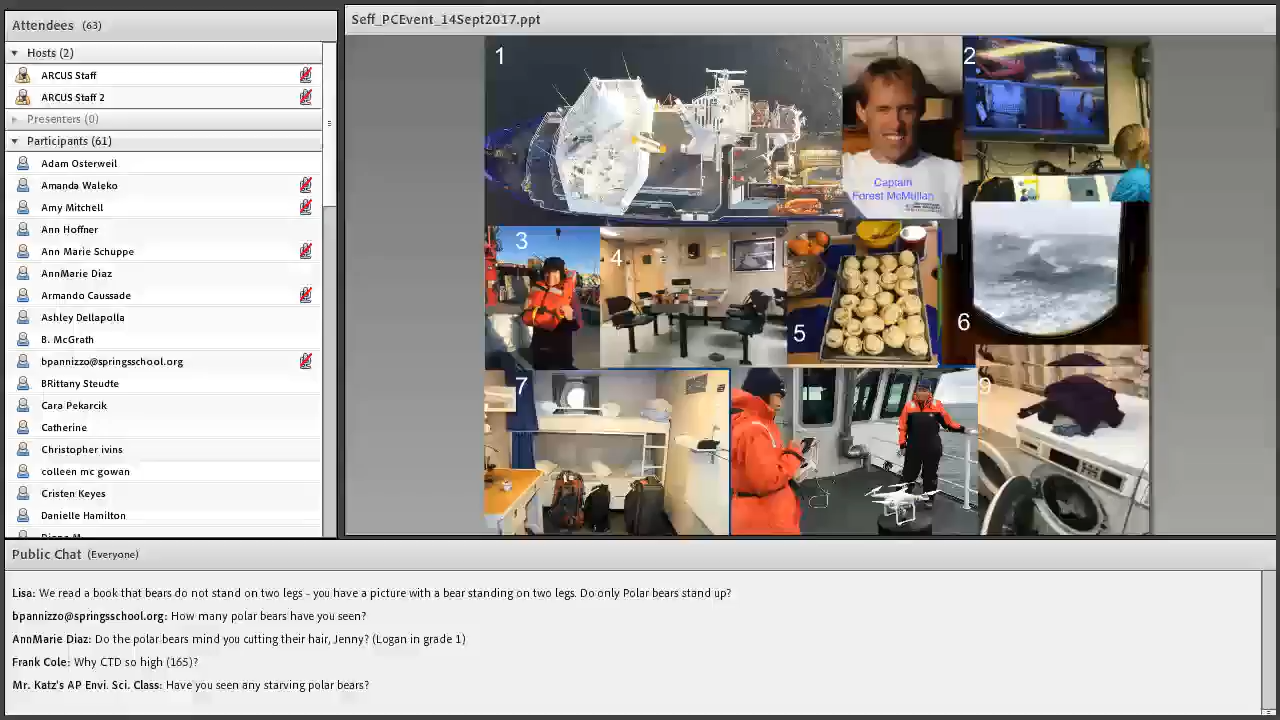 Attendees (63)
Hosts (2)
ARCUS Staff
ARCUS Staff 2
Presenters (0)
Participants (61)
Adam Osterweil
Amanda Waleko
Amy Mitchell
Ann Hoffner
Ann Marie Schuppe
AnnMarie Diaz
Armando Caussade
Ashley Dellapolla
B. McGrath
bpannizzo@springsschool.org
BRittany Steudte
Cara Pekarcik
Catherine
Christopher ivins
colleen mc gowan
Cristen Keyes
Danielle Hamilton
Seff_PCEvent_14Sept2017.ppt
1
2
Captain
Forest McMullan
3
4
5
6
7
9
Public Chat (Everyone)
Lisa: We read a book that bears do not stand on two legs - you have a picture with a bear standing on two legs. Do only Polar bears stand up?
bpannizzo@springsschool.org: How many polar bears have you seen?
AnnMarie Diaz: Do the polar bears mind you cutting their hair, Jenny? (Logan in grade 1)
Frank Cole: Why CTD so high (165)?
Mr. Katz's AP Envi. Sci. Class: Have you seen any starving polar bears?